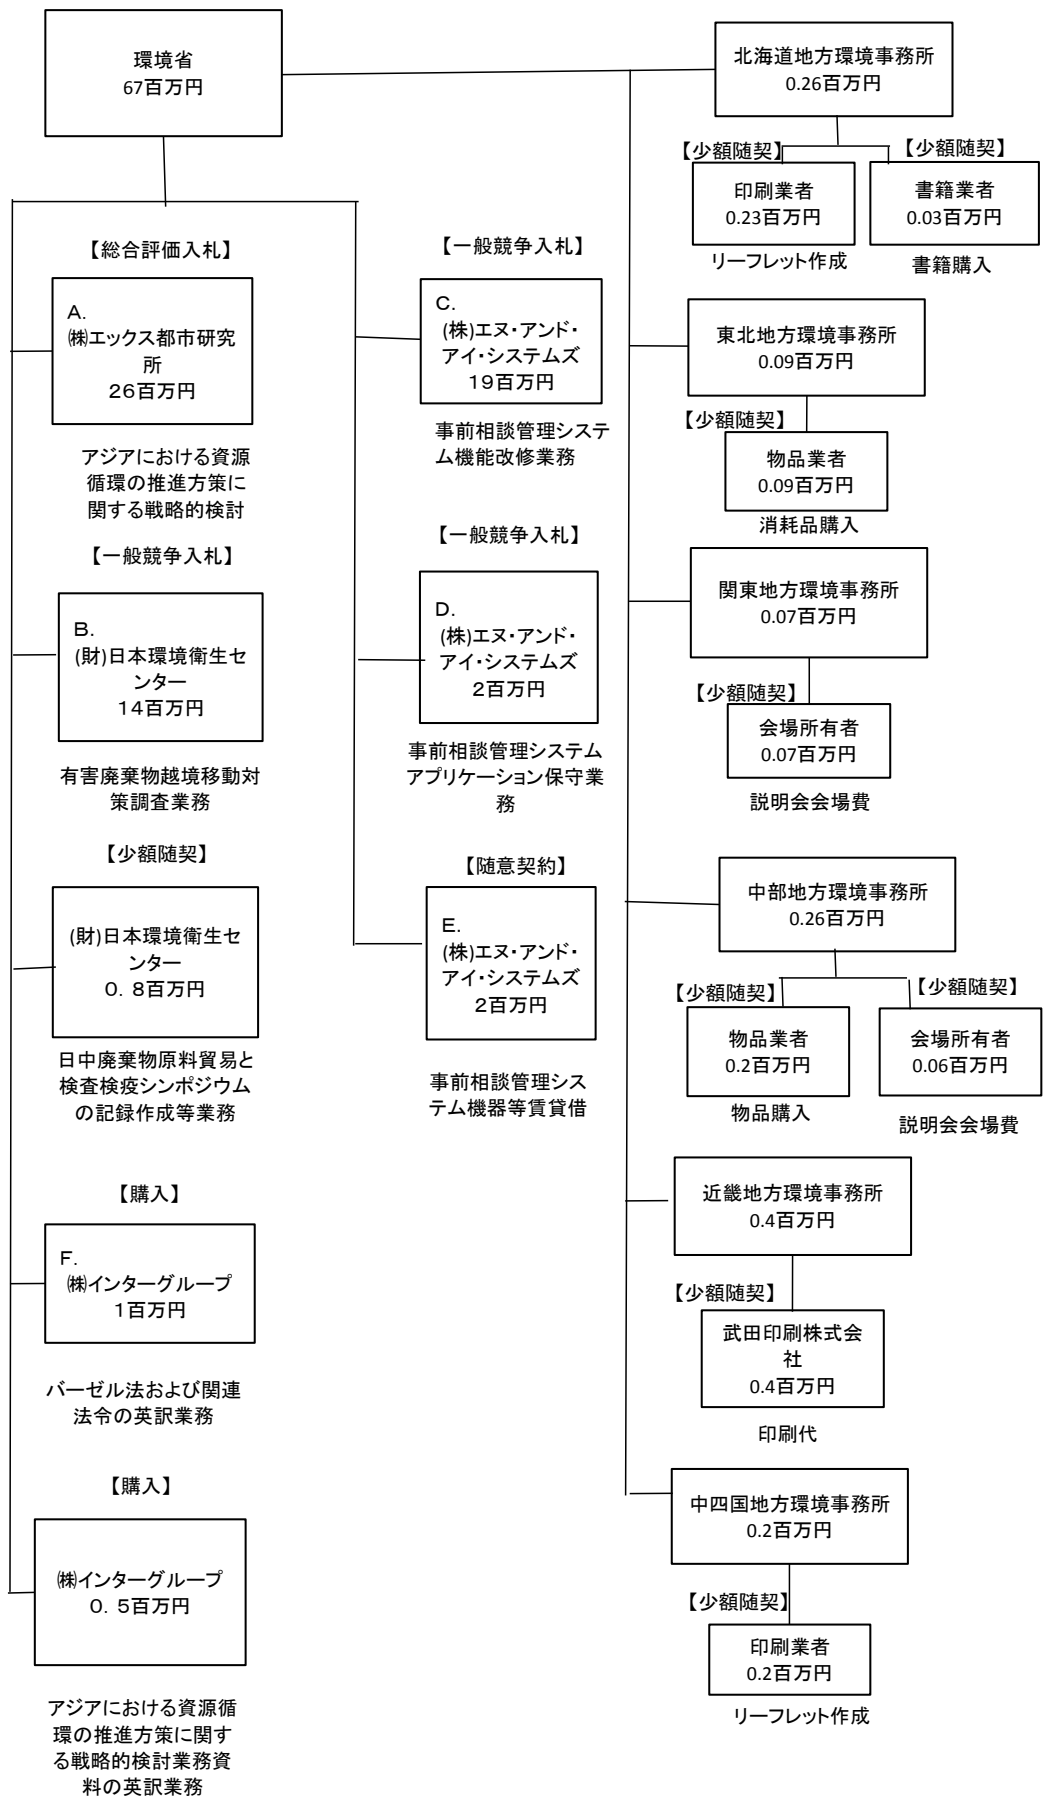 環境省
67百万円
【総合評価入札】
A.
㈱エックス都市研究
所
26百万円
アジアにおける資源
循環の推進方策に
関する戦略的検討
【一般競争入札】
B.
(財)日本環境衛生セ
ンター
14百万円
有害廃棄物越境移動対
策調査業務
【少額随契】
(財)日本環境衛生セ
ンター
0.8百万円
日中廃棄物原料貿易と
検査検疫シンポジウム
の記録作成等業務
【購入】
F.
㈱インターグループ
1百万円
バーゼル法および関連
法令の英訳業務
【購入】
㈱インターグループ
0.5百万円
アジアにおける資源循
環の推進方策に関す
る戦略的検討業務資
料の英訳業務
【一般競争入札】
C.
(株)エヌ・アンド・
アイ・システムズ
19百万円
事前相談管理システ
ム機能改修業務
【一般競争入札】
D.
(株)エヌ・アンド・
アイ・システムズ
2百万円
事前相談管理システム
アプリケーション保守業
務
【随意契約】
E.
(株)エヌ・アンド・
アイ・システムズ
2百万円
事前相談管理シス
テム機器等賃貸借
北海道地方環境事務所
0.26百万円
【少額随契】
印刷業者
0.23百万円
リーフレット作成
【少額随契】
書籍業者
0.03百万円
書籍購入
東北地方環境事務所
0.09百万円
【少額随契】
物品業者
0.09百万円
消耗品購入
関東地方環境事務所
0.07百万円
【少額随契】
会場所有者
0.07百万円
説明会会場費
中部地方環境事務所
0.26百万円
【少額随契】
物品業者
0.2百万円
物品購入
【少額随契】
会場所有者
0.06百万円
説明会会場費
近畿地方環境事務所
0.4百万円
【少額随契】
武田印刷株式会
社
0.4百万円
印刷代
中四国地方環境事務所
0.2百万円
【少額随契】
印刷業者
0.2百万円
リーフレット作成